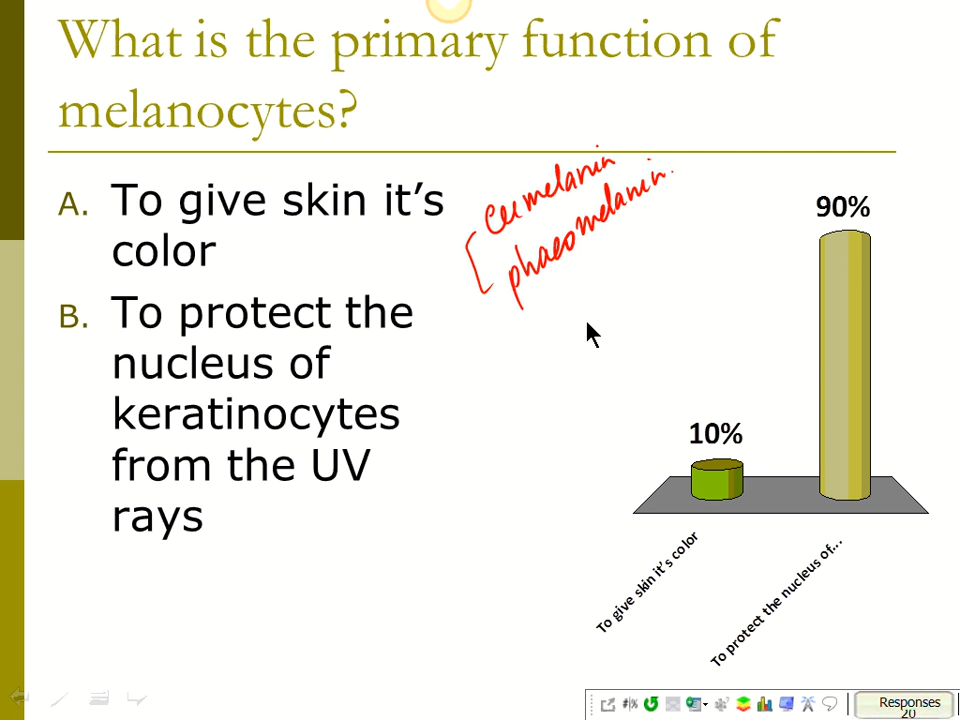 What is the primary function of
melanocytes?
A. To give skin it's
color
B. To protect the
nucleus of
keratinocytes
from the UV
rays
eumelanin
phaeomelanin.
90%
10%
To give skin it's color
To protect the nucleus of...
Responses
20